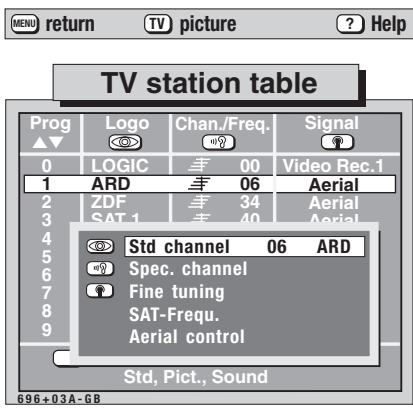 MENU return TV picture ? Help
TV station table
Prog Logo Chan./Freq. Signal
0 LOGIC 00 Video Rec.1
1 ARD 06 Aerial
2 ZDF 34 Aerial
3 SAT 1 40 Aerial
4
5
6
7
8
9
Std channel 06 ARD
Spec. channel
Fine tuning
SAT-Frequ.
Aerial control
Std, Pict., Sound
696+03A-GB